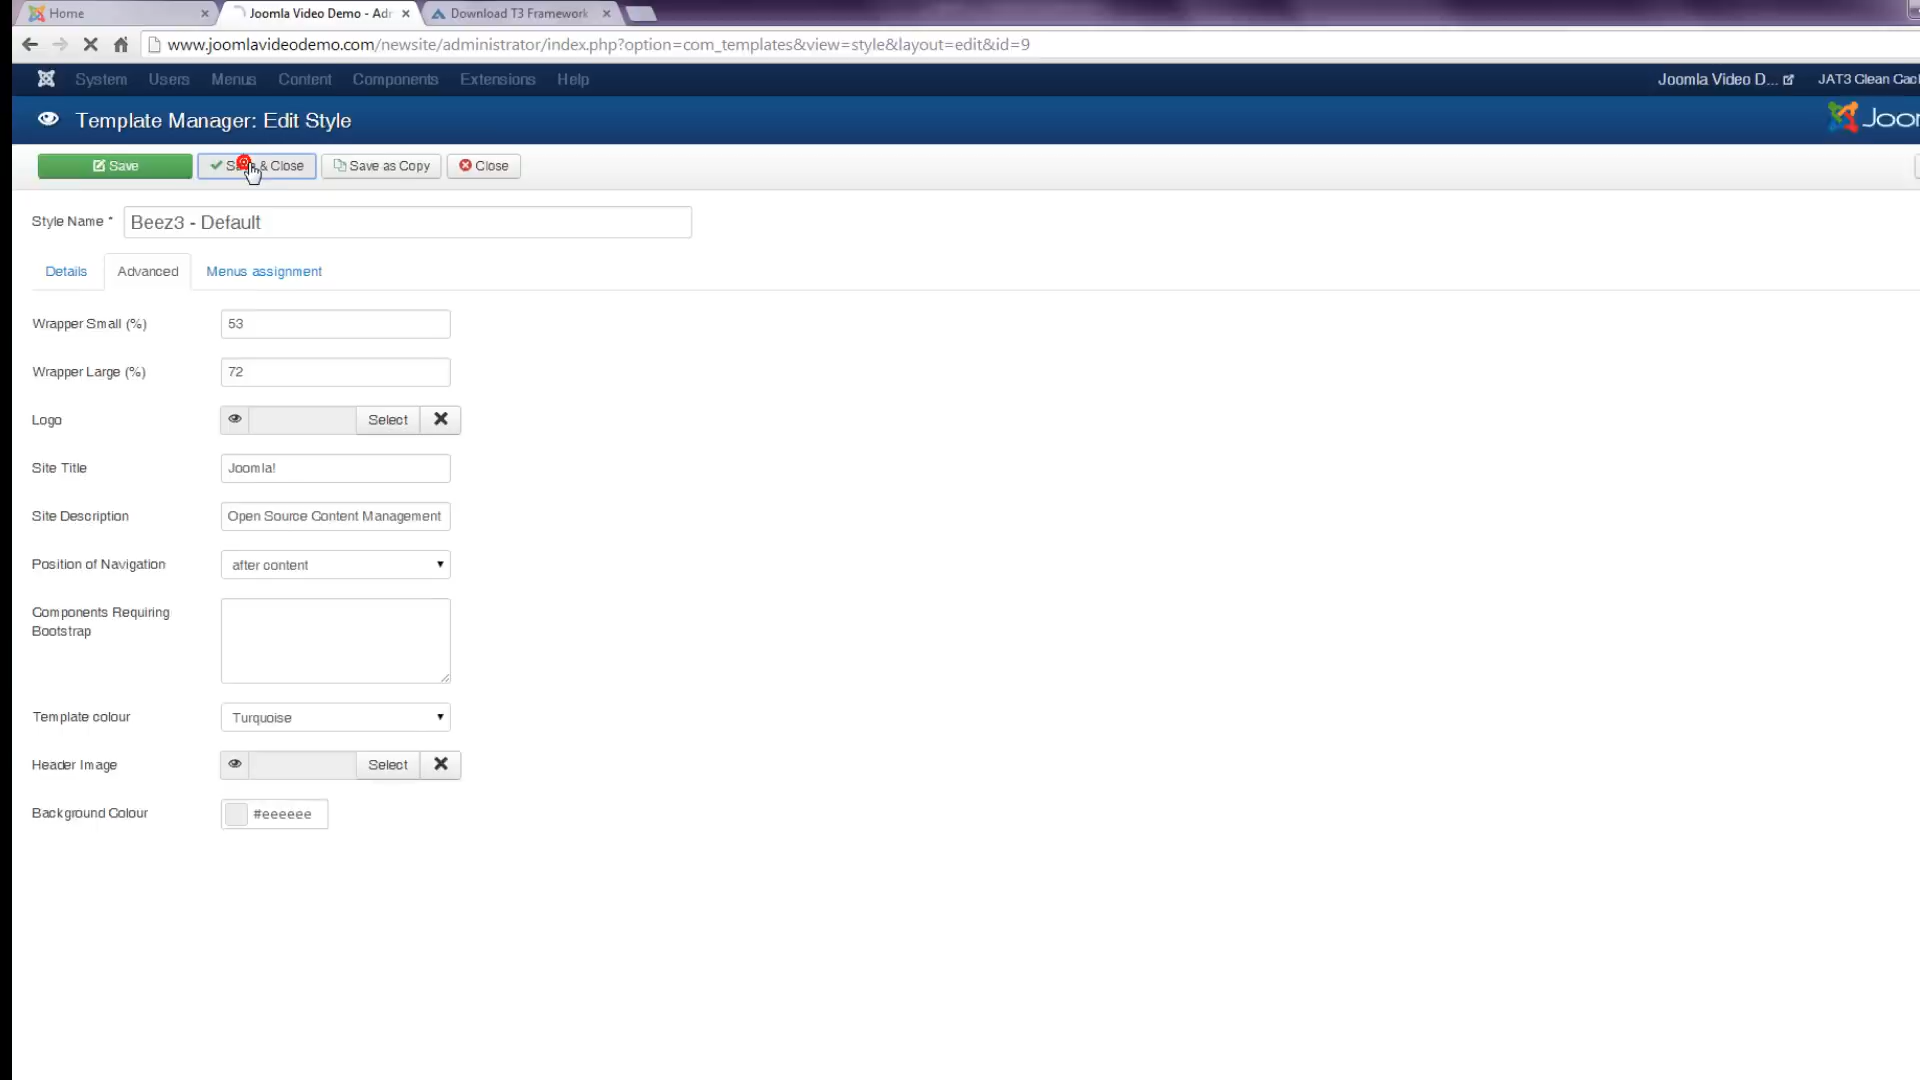 Home
Joomla Video Demo - Adr
Download T3 Framework
www.joomlavideodemo.com/newsite/administrator/index.php?option=com_templates&view=style&layout=edit&id=9
System Users Menus Content Components Extensions Help
Joomla Video D... JAT3 Clean Cac
Template Manager: Edit Style
Joo
Save
& Close
Save as Copy
Close
Style Name * Beez3 - Default
Details Advanced Menus assignment
Wrapper Small (%) 53
Wrapper Large (%) 72
Logo Select
Site Title Joomla!
Site Description Open Source Content Management
Position of Navigation after content
Components Requiring
Bootstrap
Template colour Turquoise
Header Image Select
Background Colour #eeeeee